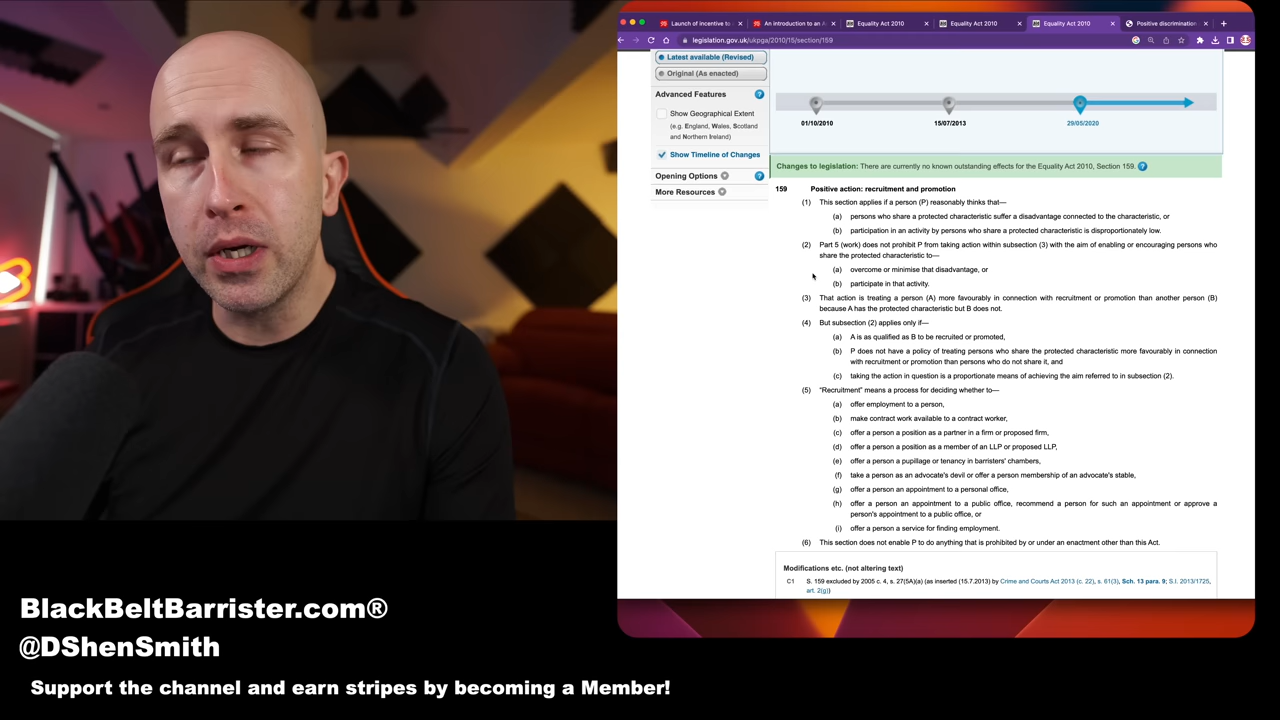 Launch of incentive to
An introduction to an A
Equality Act 2010
Equality Act 2010
Equality Act 2010
Positive discrimination
legislation.gov.uk/ukpga/2010/15/section/159
Latest available (Revised)
Original (As enacted)
Advanced Features
Show Geographical Extent
(e.g. England, Wales, Scotland
and Northern Ireland)
Show Timeline of Changes
Opening Options
More Resources
01/10/2010
15/07/2013
29/05/2020
Changes to legislation: There are currently no known outstanding effects for the Equality Act 2010, Section 159.
159 Positive action: recruitment and promotion
(1) This section applies if a person (P) reasonably thinks that—
(a) persons who share a protected characteristic suffer a disadvantage connected to the characteristic, or
(b) participation in an activity by persons who share a protected characteristic is disproportionately low.
(2) Part 5 (work) does not prohibit P from taking action within subsection (3) with the aim of enabling or encouraging persons who
share the protected characteristic to—
(a) overcome or minimise that disadvantage, or
(b) participate in that activity.
(3) That action is treating a person (A) more favourably in connection with recruitment or promotion than another person (B)
because A has the protected characteristic but B does not.
(4) But subsection (2) applies only if—
(a) A is as qualified as B to be recruited or promoted,
(b) P does not have a policy of treating persons who share the protected characteristic more favourably in connection
with recruitment or promotion than persons who do not share it, and
(c) taking the action in question is a proportionate means of achieving the aim referred to in subsection (2).
(5) “Recruitment” means a process for deciding whether to—
(a) offer employment to a person,
(b) make contract work available to a contract worker,
(c) offer a person a position as a partner in a firm or proposed firm,
(d) offer a person a position as a member of an LLP or proposed LLP,
(e) offer a person a pupillage or tenancy in barristers' chambers,
(f) take a person as an advocate's devil or offer a person membership of an advocate's stable,
(g) offer a person an appointment to a personal office,
(h) offer a person an appointment to a public office, recommend a person for such an appointment or approve a
person's appointment to a public office, or
(i) offer a person a service for finding employment.
(6) This section does not enable P to do anything that is prohibited by or under an enactment other than this Act.
Modifications etc. (not altering text)
C1 S. 159 excluded by 2005 c. 4, s. 27(5A)(a) (as inserted (15.7.2013) by Crime and Courts Act 2013 (c. 22), s. 61(3), Sch. 13 para. 9; S.I. 2013/1725,
art. 2(g))
BlackBeltBarrister.com®
@DShenSmith
Support the channel and earn stripes by becoming a Member!